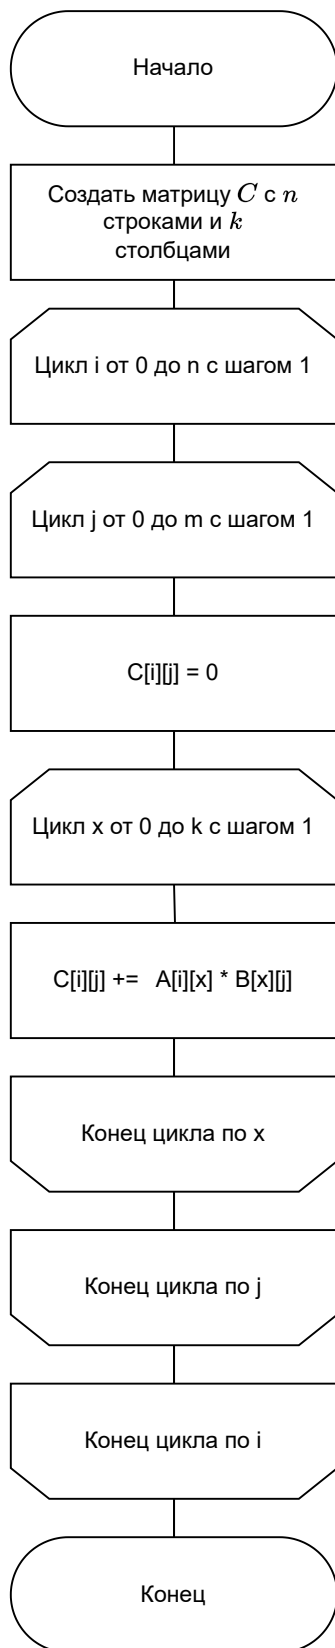 Начало
Создать матрицу C с n
строками и k
столбцами
Цикл i от 0 до n с шагом 1
Цикл j от 0 до m с шагом 1
C[i][j] = 0
Цикл x от 0 до k с шагом 1
C[i][j] += A[i][x] * B[x][j]
Конец цикла по x
Конец цикла по j
Конец цикла по i
Конец